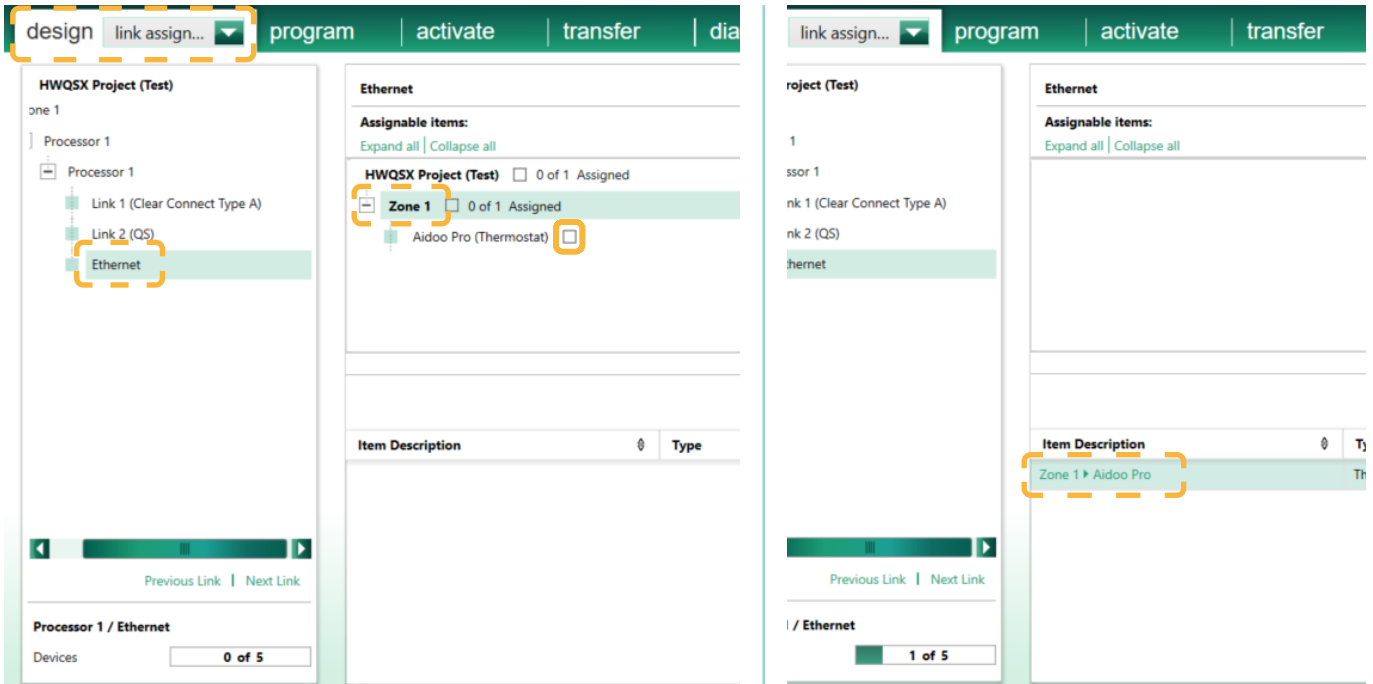 design link assign... program activate transfer dia
HWQSX Project (Test)
one 1
Processor 1
Processor 1
Link 1 (Clear Connect Type A)
Link 2 (QS)
Ethernet
Previous Link | Next Link
Processor 1 / Ethernet
Devices 0 of 5
Ethernet
Assignable items:
Expand all | Collapse all
HWQSX Project (Test) 0 of 1 Assigned
Zone 1 0 of 1 Assigned
Aidoo Pro (Thermostat)
Item Description Type
link assign... program activate transfer
roject (Test)
1
ssor 1
nk 1 (Clear Connect Type A)
nk 2 (QS)
thernet
Previous Link | Next Link
/ Ethernet
1 of 5
Ethernet
Assignable items:
Expand all | Collapse all
Item Description Ty
Zone 1 Aidoo Pro Th